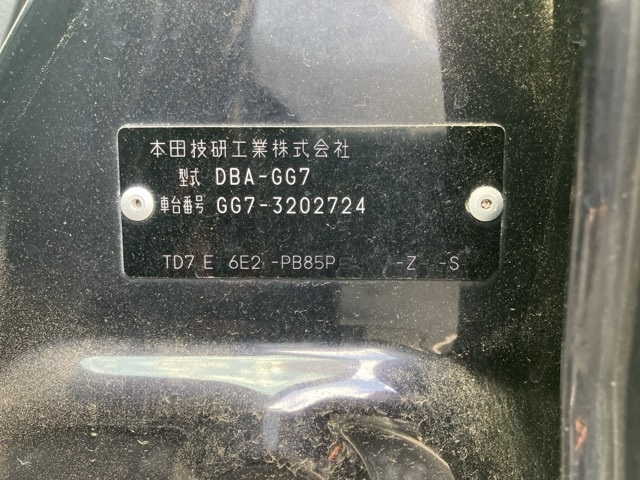 本田技研工業株式会社
型式 DBA-GG7
車台番号 GG7-3202724
TD7 E 6E2 -PB85P -Z -S